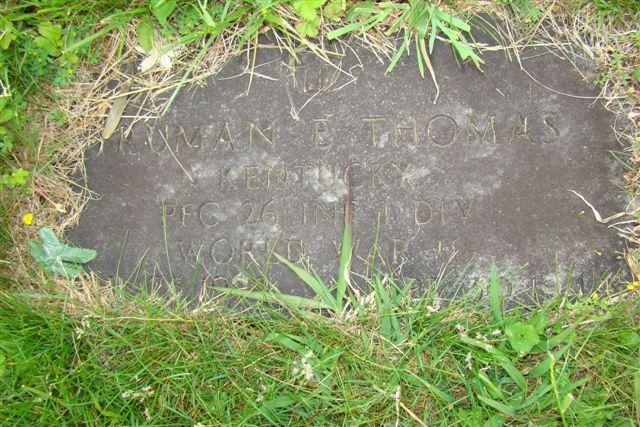 RUMAN E THOMAS
KENTUCKY
PFC 26 INF 1 DIV
WORLD WAR II